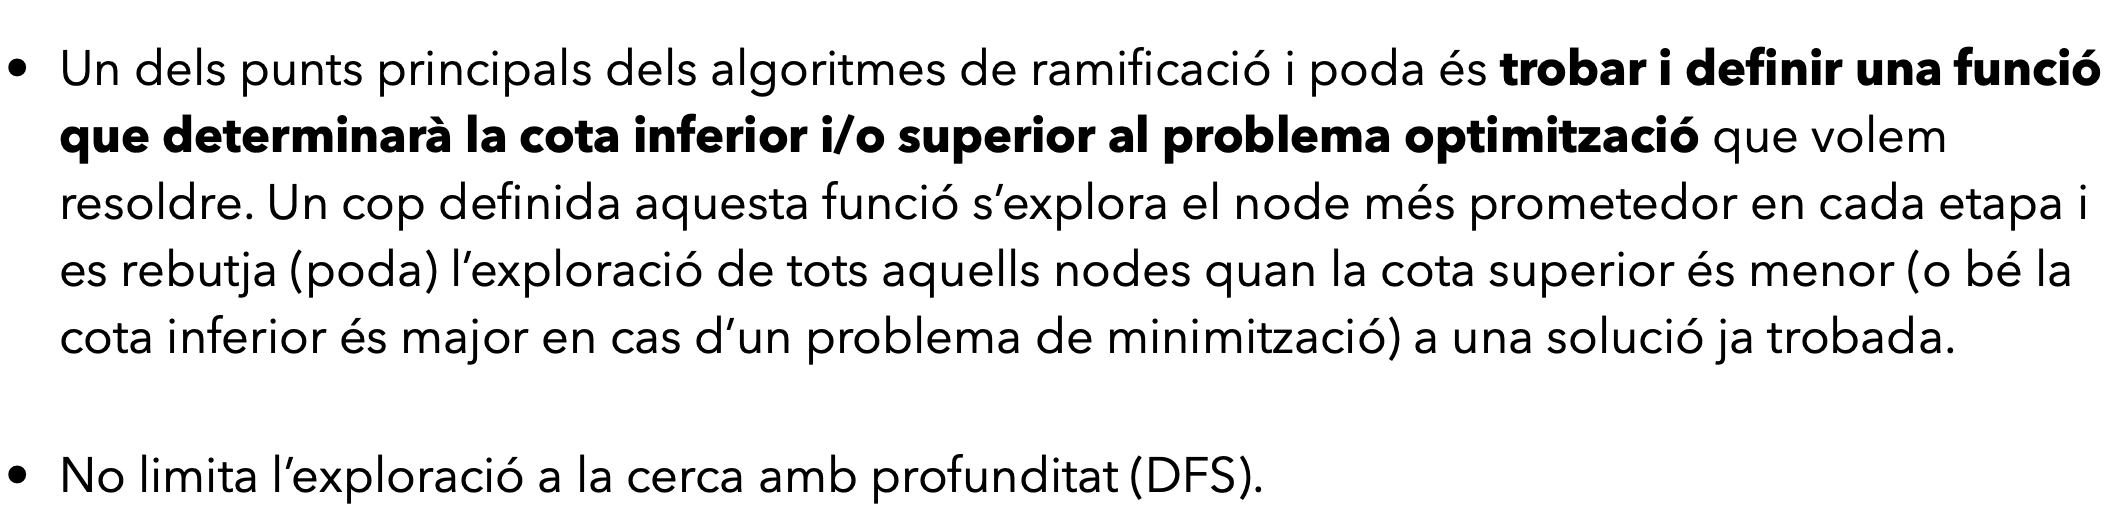 • Un dels punts principals dels algoritmes de ramificació i poda és trobar i definir una funció
que determinarà la cota inferior i/o superior al problema optimització que volem
resoldre. Un cop definida aquesta funció s’explora el node més prometedor en cada etapa i
es rebutja (poda) l’exploració de tots aquells nodes quan la cota superior és menor (o bé la
cota inferior és major en cas d’un problema de minimització) a una solució ja trobada.
• No limita l’exploració a la cerca amb profunditat (DFS).